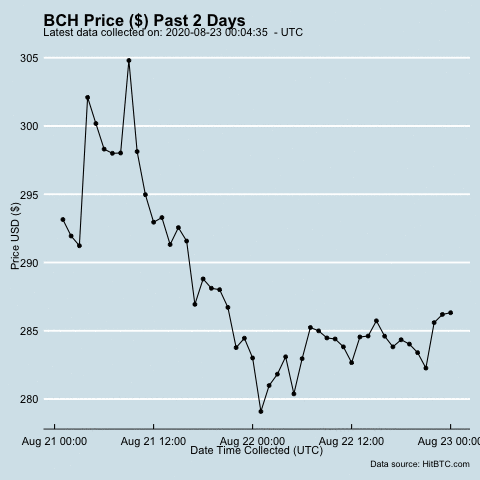 BCH Price ($) Past 2 Days
Latest data collected on: 2020-08-23 00:04:35 - UTC
305
300
295
290
285
280
Price USD ($)
Aug 21 00:00 Aug 21 12:00 Aug 22 00:00 Aug 22 12:00 Aug 23 00:00
Date Time Collected (UTC)
Data source: HitBTC.com